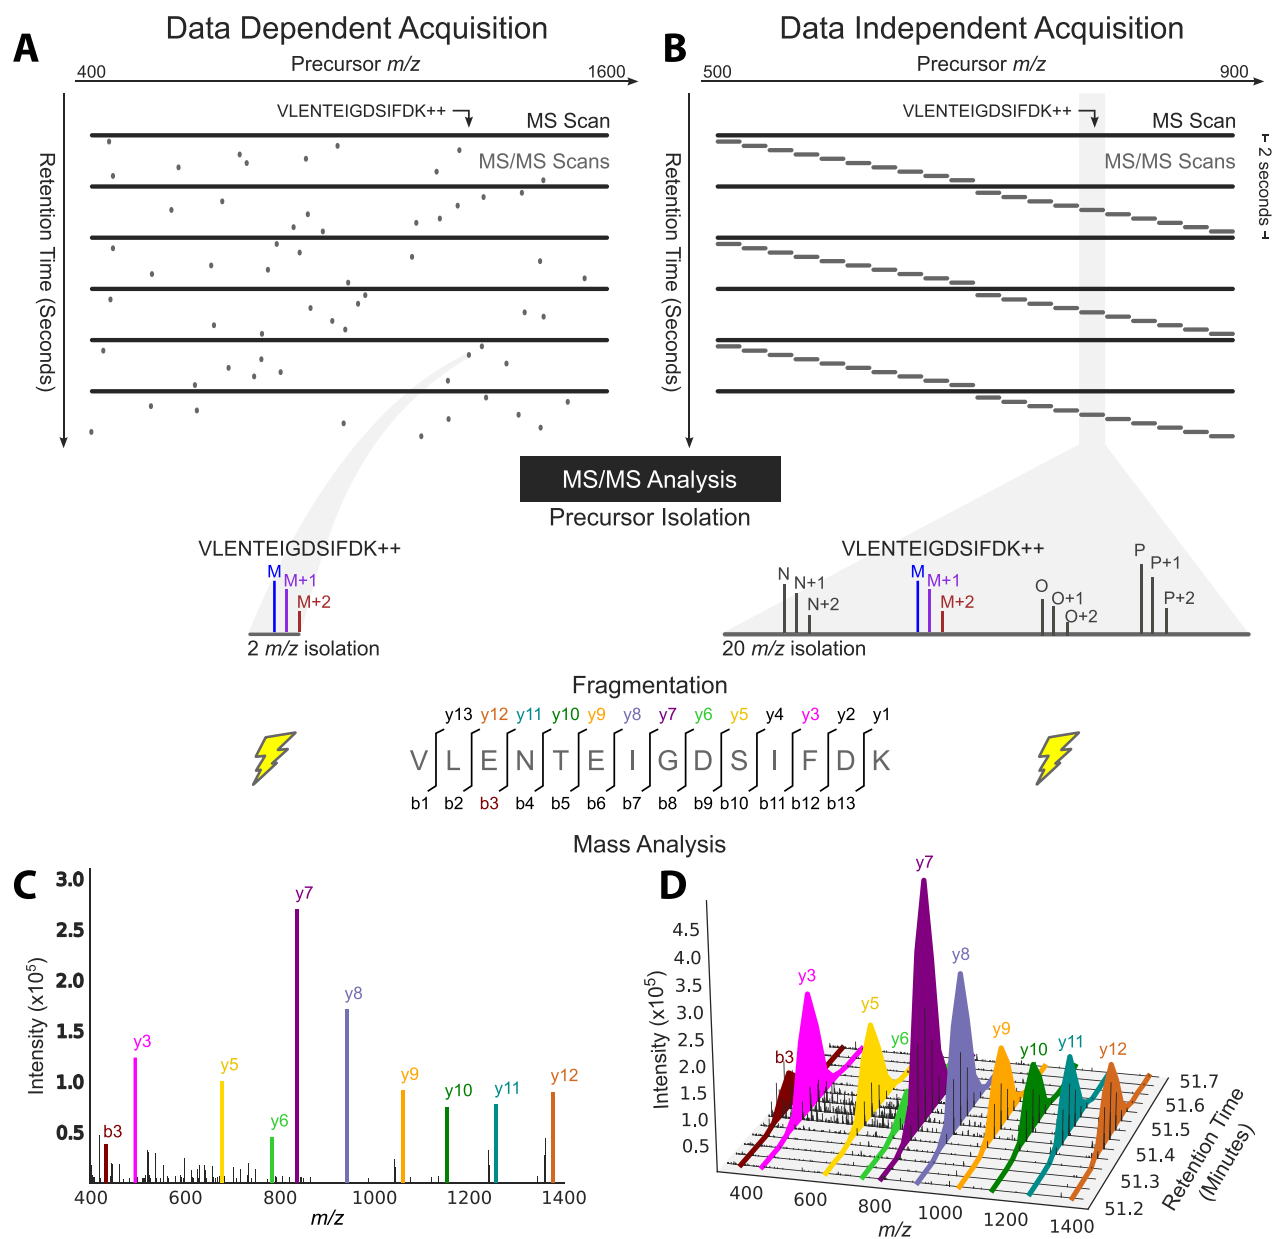 A
Data Dependent Acquisition
Precursor m/z
400
1600
VLENTEIGDSIFDK++
MS Scan
MS/MS Scans
Retention Time (Seconds)
B
Data Independent Acquisition
Precursor m/z
500
900
VLENTEIGDSIFDK++
MS Scan
MS/MS Scans
Retention Time (Seconds)
2 seconds
MS/MS Analysis
Precursor Isolation
VLENTEIGDSIFDK++
M
M+1
M+2
2 m/z isolation
VLENTEIGDSIFDK++
N
N+1
N+2
M
M+1
M+2
O
O+1
O+2
P
P+1
P+2
20 m/z isolation
Fragmentation
y13 y12 y11 y10 y9 y8 y7 y6 y5 y4 y3 y2 y1
V L E N T E I G D S I F D K
b1 b2 b3 b4 b5 b6 b7 b8 b9 b10 b11 b12 b13
Mass Analysis
C
3.0
2.5
2.0
1.5
1.0
0.5
Intensity (x10⁵)
b3
y3
y5
y6
y7
y8
y9
y10
y11
y12
400 600 800 1000 1200 1400
m/z
D
4.5
4.0
3.5
3.0
2.5
2.0
1.5
1.0
0.5
Intensity (x10⁵)
b3
y3
y5
y6
y7
y8
y9
y10
y11
y12
400 600 800 1000 1200 1400
m/z
51.7
51.6
51.5
51.4
51.3
51.2
Retention Time
(Minutes)